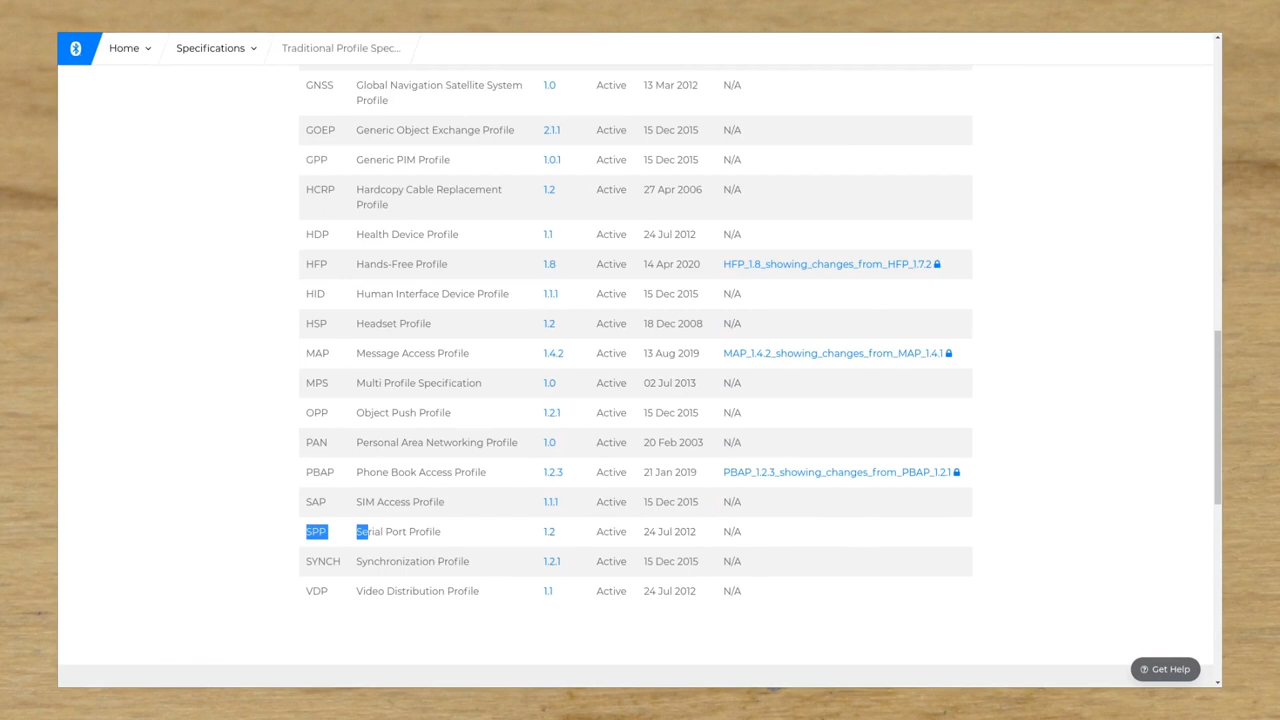 Home Specifications Traditional Profile Spec...
GNSS Global Navigation Satellite System 1.0 Active 13 Mar 2012 N/A
Profile
GOEP Generic Object Exchange Profile 2.1.1 Active 15 Dec 2015 N/A
GPP Generic PIM Profile 1.0.1 Active 15 Dec 2015 N/A
HCRP Hardcopy Cable Replacement 1.2 Active 27 Apr 2006 N/A
Profile
HDP Health Device Profile 1.1 Active 24 Jul 2012 N/A
HFP Hands-Free Profile 1.8 Active 14 Apr 2020 HFP_1.8_showing_changes_from_HFP_1.7.2
HID Human Interface Device Profile 1.1.1 Active 15 Dec 2015 N/A
HSP Headset Profile 1.2 Active 18 Dec 2008 N/A
MAP Message Access Profile 1.4.2 Active 13 Aug 2019 MAP_1.4.2_showing_changes_from_MAP_1.4.1
MPS Multi Profile Specification 1.0 Active 02 Jul 2013 N/A
OPP Object Push Profile 1.2.1 Active 15 Dec 2015 N/A
PAN Personal Area Networking Profile 1.0 Active 20 Feb 2003 N/A
PBAP Phone Book Access Profile 1.2.3 Active 21 Jan 2019 PBAP_1.2.3_showing_changes_from_PBAP_1.2.1
SAP SIM Access Profile 1.1.1 Active 15 Dec 2015 N/A
SPP Serial Port Profile 1.2 Active 24 Jul 2012 N/A
SYNCH Synchronization Profile 1.2.1 Active 15 Dec 2015 N/A
VDP Video Distribution Profile 1.1 Active 24 Jul 2012 N/A
Get Help